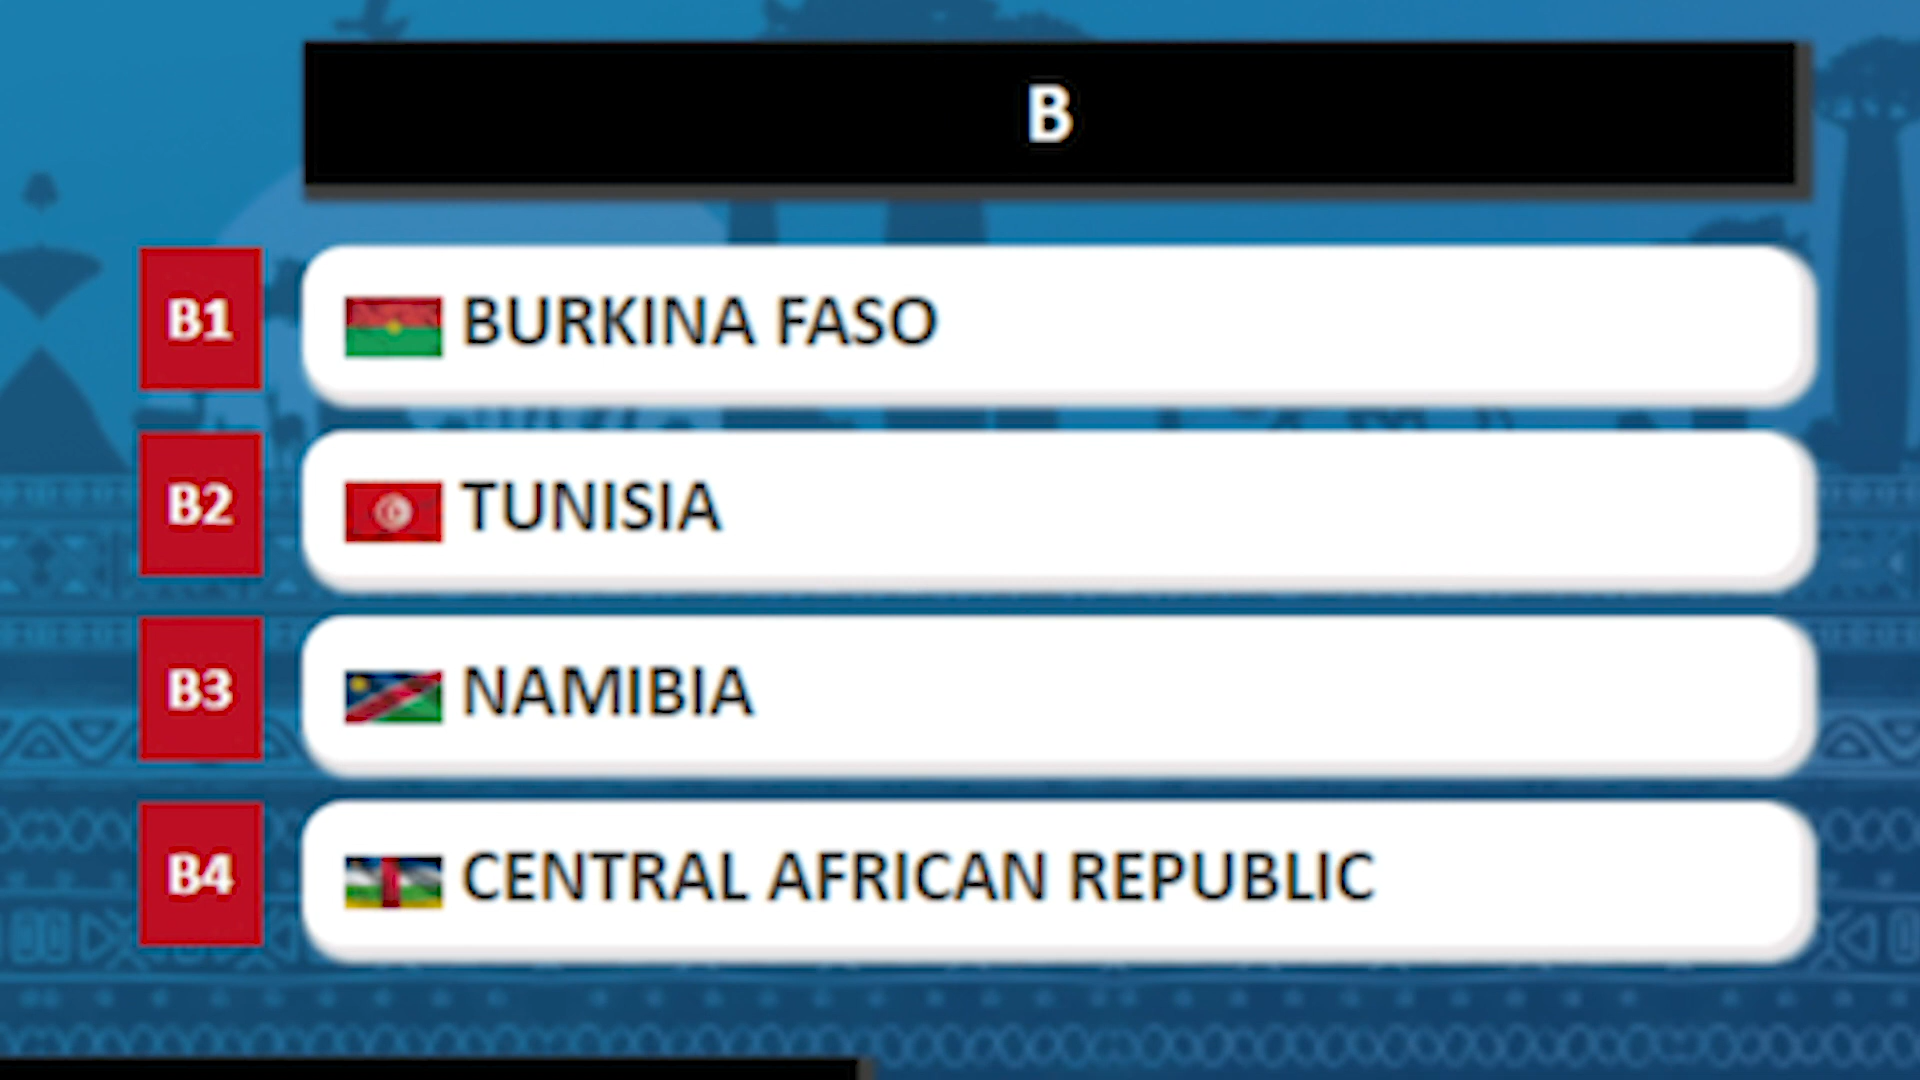 B
B1 BURKINA FASO
B2 TUNISIA
B3 NAMIBIA
B4 CENTRAL AFRICAN REPUBLIC